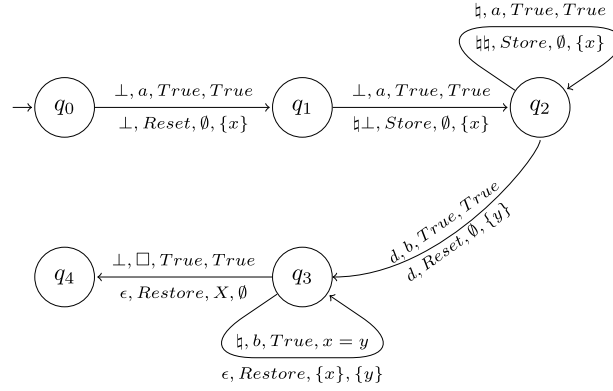 ♮, a, True, True
♮♮, Store, ∅, {x}
⊥, a, True, True
⊥, a, True, True
q₀
q₁
q₂
⊥, Reset, ∅, {x}
♮⊥, Store, ∅, {x}
d, b, True, True
d, Reset, ∅, {y}
⊥, □, True, True
q₄
q₃
ϵ, Restore, X, ∅
♮, b, True, x = y
ϵ, Restore, {x}, {y}